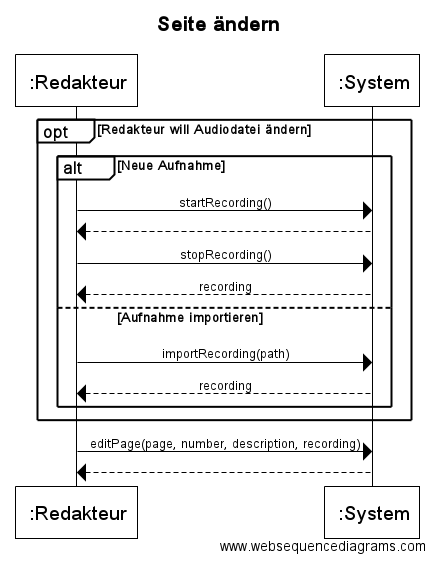 Seite ändern
:Redakteur
:System
opt
[Redakteur will Audiodatei ändern]
alt
[Neue Aufnahme]
startRecording()
stopRecording()
recording
[Aufnahme importieren]
importRecording(path)
recording
editPage(page, number, description, recording)
:Redakteur
:System
www.websequencediagrams.com